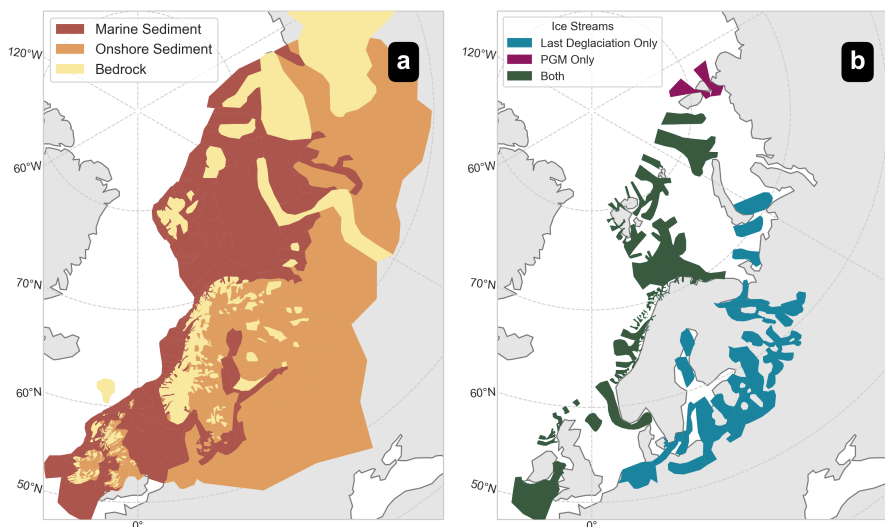 Marine Sediment
Onshore Sediment
Bedrock
a
120°W
60°W
70°N
60°N
50°N
0°
Ice Streams
Last Deglaciation Only
PGM Only
Both
b
120°W
60°W
70°N
60°N
50°N
0°